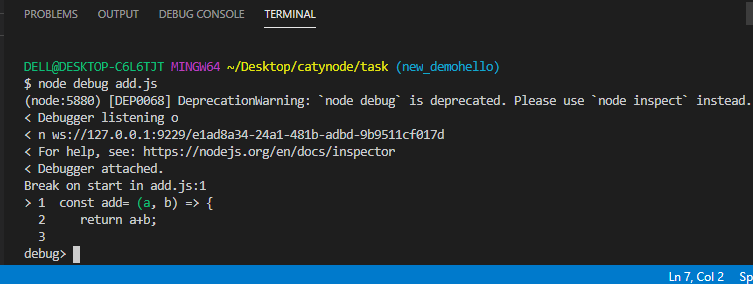 PROBLEMS OUTPUT DEBUG CONSOLE TERMINAL
DELL@DESKTOP-C6L6TJT MINGW64 ~/Desktop/catynode/task (new_demohello)
$ node debug add.js
(node:5880) [DEP0068] DeprecationWarning: `node debug` is deprecated. Please use `node inspect` instead.
< Debugger listening o
< n ws://127.0.0.1:9229/e1ad8a34-24a1-481b-adbd-9b9511cf017d
< For help, see: https://nodejs.org/en/docs/inspector
< Debugger attached.
Break on start in add.js:1
> 1 const add= (a, b) => {
2 return a+b;
3
debug>
Ln 7, Col 2 Sp